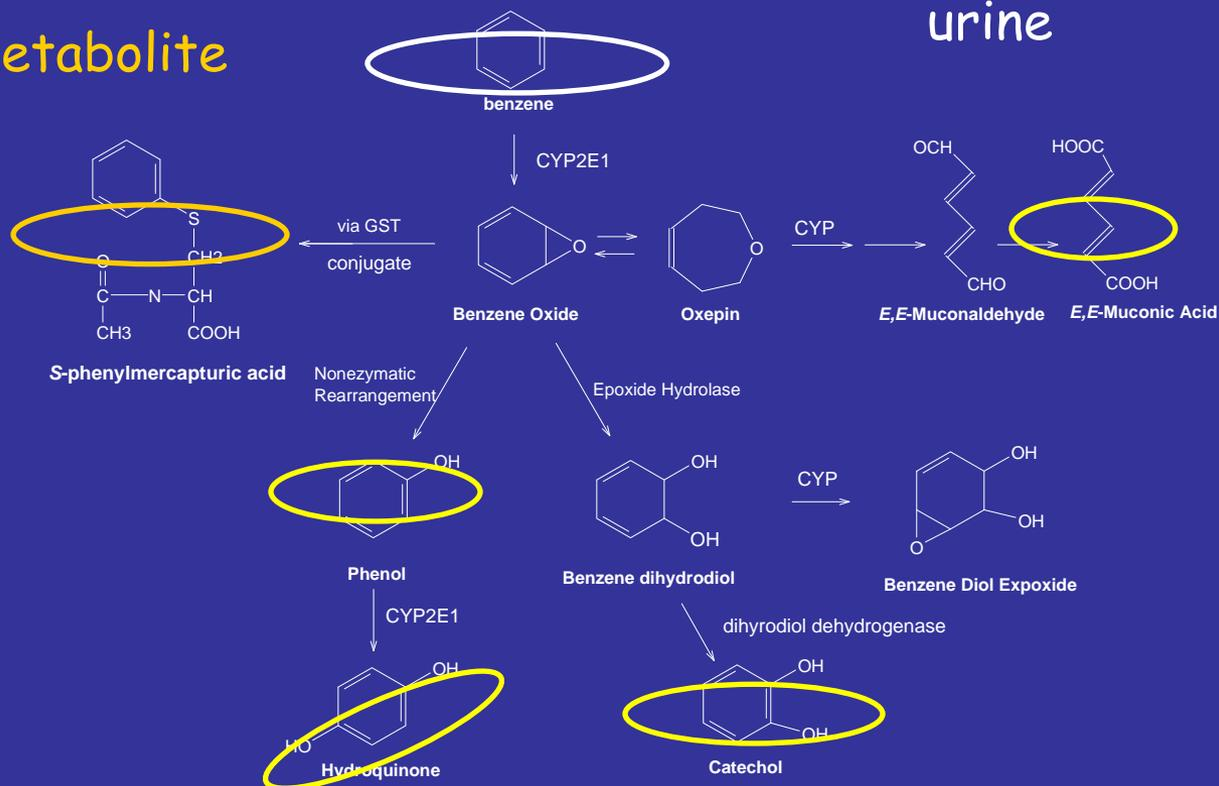 etabolite
urine
benzene
CYP2E1
S
CH2
O
C
N
CH
CH3
COOH
S-phenylmercapturic acid
via GST
conjugate
O
Benzene Oxide
O
Oxepin
CYP
OCH
CHO
E,E-Muconaldehyde
HOOC
COOH
E,E-Muconic Acid
Nonezymatic
Rearrangement
Epoxide Hydrolase
OH
Phenol
OH
OH
Benzene dihydrodiol
CYP
OH
OH
O
Benzene Diol Expoxide
CYP2E1
dihyrodiol dehydrogenase
OH
HO
Hydroquinone
OH
OH
Catechol